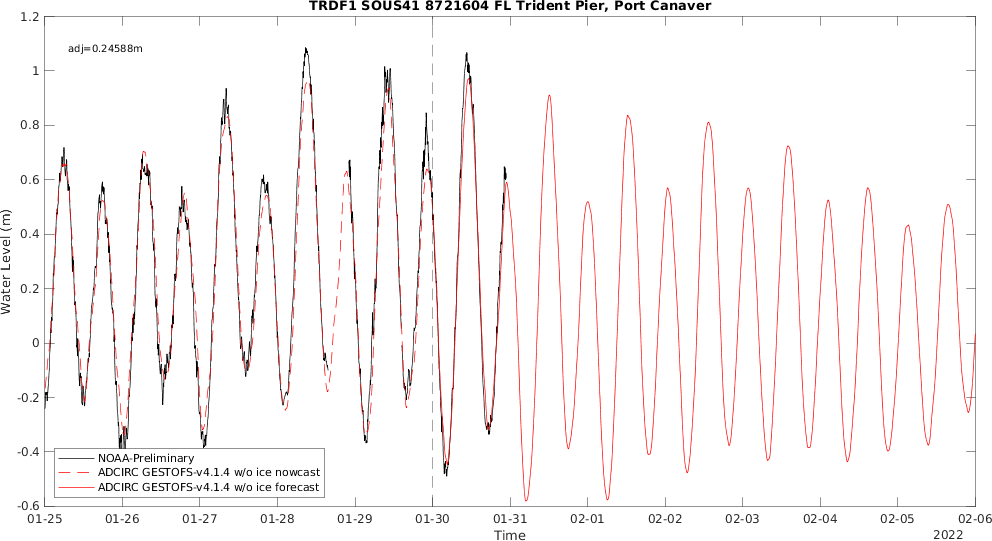 TRDF1 SOUS41 8721604 FL Trident Pier, Port Canaver
adj=0.24588m
1.2
1
0.8
0.6
0.4
0.2
0
-0.2
-0.4
-0.6
Water Level (m)
NOAA-Preliminary
ADCIRC GESTOFS-v4.1.4 w/o ice nowcast
ADCIRC GESTOFS-v4.1.4 w/o ice forecast
01-25 01-26 01-27 01-28 01-29 01-30 01-31 02-01 02-02 02-03 02-04 02-05 02-06
Time
2022